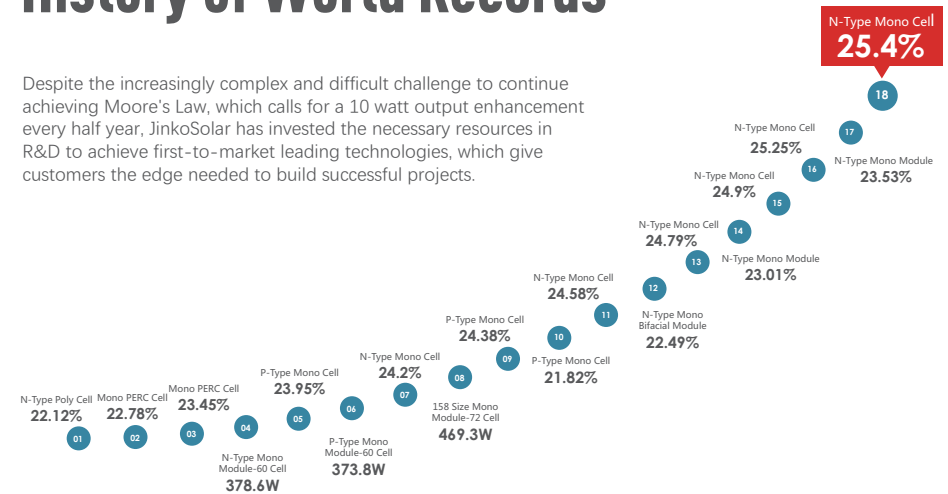 History of World Records
Despite the increasingly complex and difficult challenge to continue
achieving Moore's Law, which calls for a 10 watt output enhancement
every half year, JinkoSolar has invested the necessary resources in
R&D to achieve first-to-market leading technologies, which give
customers the edge needed to build successful projects.
N-Type Poly Cell
22.12%
01
Mono PERC Cell
22.78%
02
Mono PERC Cell
23.45%
03
04
N-Type Mono
Module-60 Cell
378.6W
P-Type Mono Cell
23.95%
05
06
P-Type Mono
Module-60 Cell
373.8W
N-Type Mono Cell
24.2%
07
08
158 Size Mono
Module-72 Cell
469.3W
P-Type Mono Cell
24.38%
09
10
P-Type Mono Cell
21.82%
N-Type Mono Cell
24.58%
11
12
N-Type Mono
Bifacial Module
22.49%
N-Type Mono Cell
24.79%
13
14
N-Type Mono Module
23.01%
N-Type Mono Cell
24.9%
15
N-Type Mono Cell
25.25%
16
17
N-Type Mono Module
23.53%
N-Type Mono Cell
25.4%
18